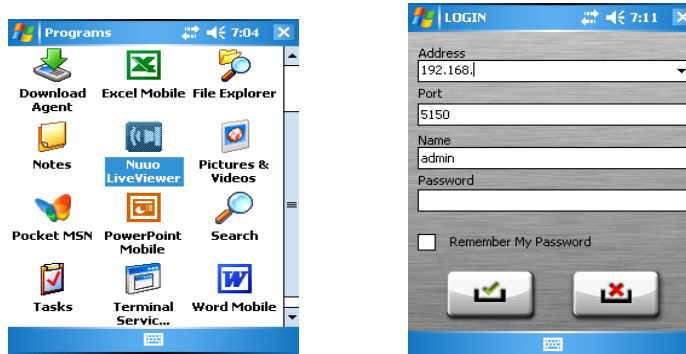 Programs 7:04
Download Agent
Excel Mobile
File Explorer
Notes
Nuuo LiveViewer
Pictures & Videos
Pocket MSN
PowerPoint Mobile
Search
Tasks
Terminal Servic...
Word Mobile
LOGIN 7:11
Address
192.168.
Port
5150
Name
admin
Password
Remember My Password